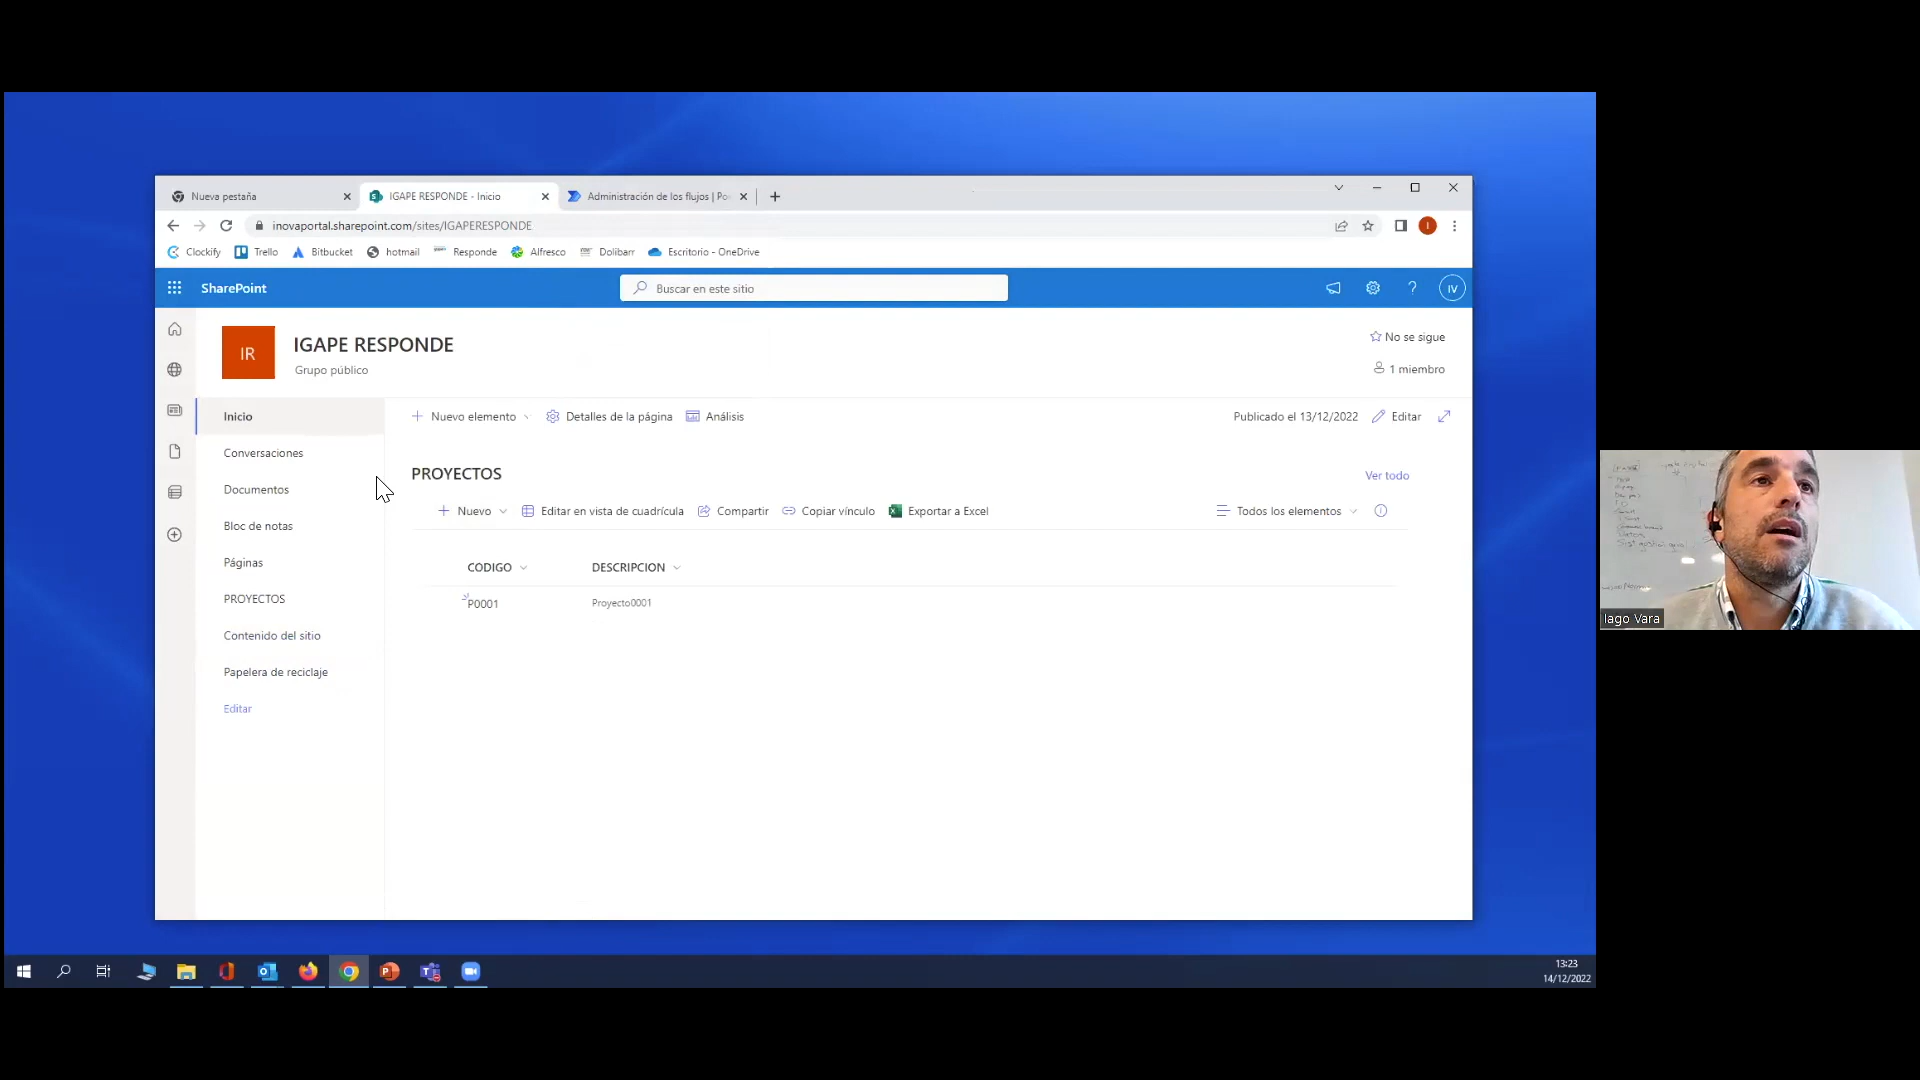 Nueva pestaña
IGAPE RESPONDE - Inicio
Administración de los flujos | Po
inovaportal.sharepoint.com/sites/IGAPERESPONDE
I
Clockify Trello Bitbucket hotmail Responde Alfresco Dolibarr Escritorio - OneDrive
SharePoint
Buscar en este sitio
?
IV
IR
IGAPE RESPONDE
Grupo público
No se sigue
1 miembro
Inicio
Conversaciones
Documentos
Bloc de notas
Páginas
PROYECTOS
Contenido del sitio
Papelera de reciclaje
Editar
Nuevo elemento Detalles de la página Análisis
Publicado el 13/12/2022 Editar
PROYECTOS
Ver todo
Nuevo Editar en vista de cuadrícula Compartir Copiar vínculo Exportar a Excel
Todos los elementos
CODIGO DESCRIPCION
P0001 Proyecto0001
Iago Vara
13:23
14/12/2022